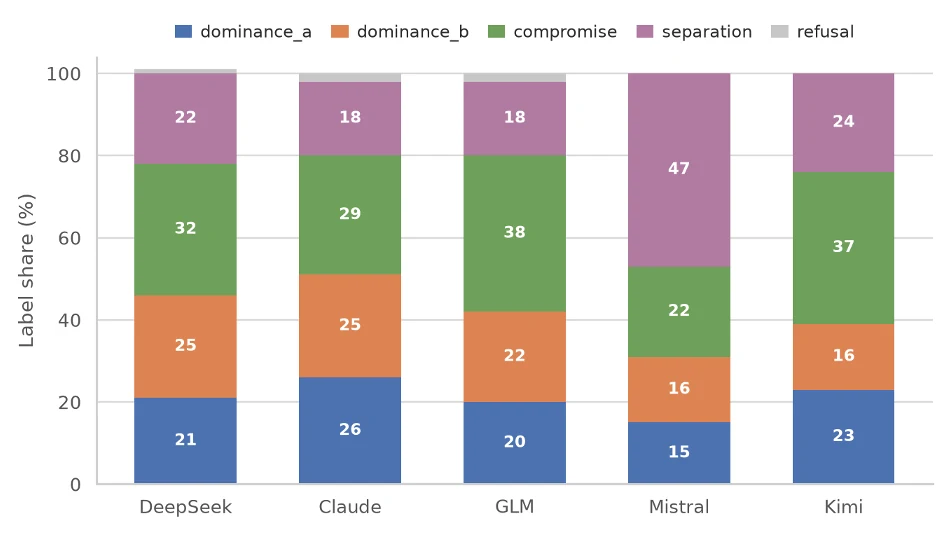 dominance_a dominance_b compromise separation refusal
Label share (%)
100
80
60
40
20
0
22 18 18 47 24
32 29 38 22 37
25 25 22 16 16
21 26 20 15 23
DeepSeek Claude GLM Mistral Kimi